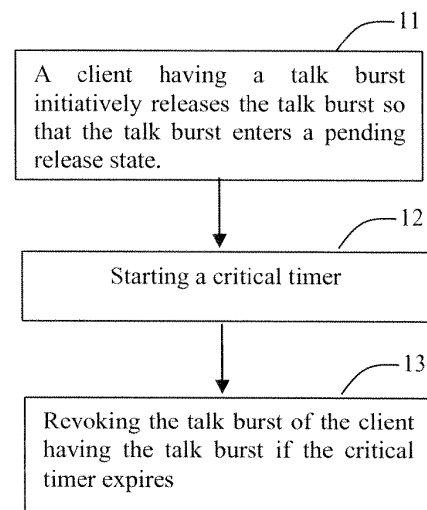 11
A client having a talk burst
initiatively releases the talk burst so
that the talk burst enters a pending
release state.
12
Starting a critical timer
13
Revoking the talk burst of the client
having the talk burst if the critical
timer expires